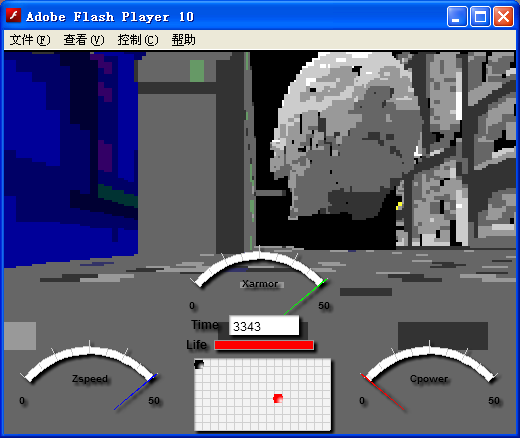 Adobe Flash Player 10
文件(F) 查看(V) 控制(C) 帮助
Xarmor
0 50
Time 3343
Life
Zspeed
0 50
Cpower
0 50